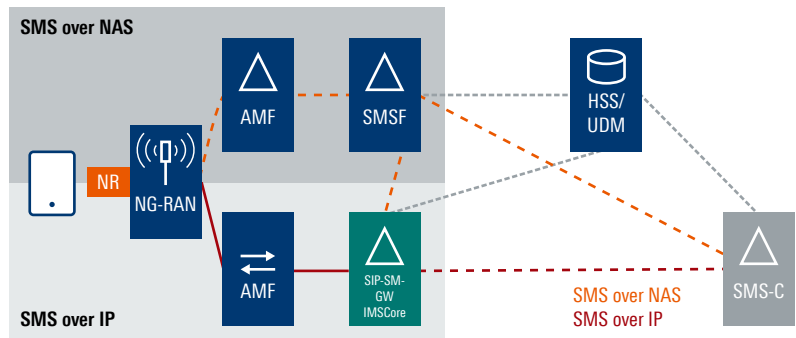 SMS over NAS
AMF
SMSF
HSS/
UDM
NR
NG-RAN
AMF
SIP-SM-
GW
IMSCore
SMS-C
SMS over NAS
SMS over IP
SMS over IP